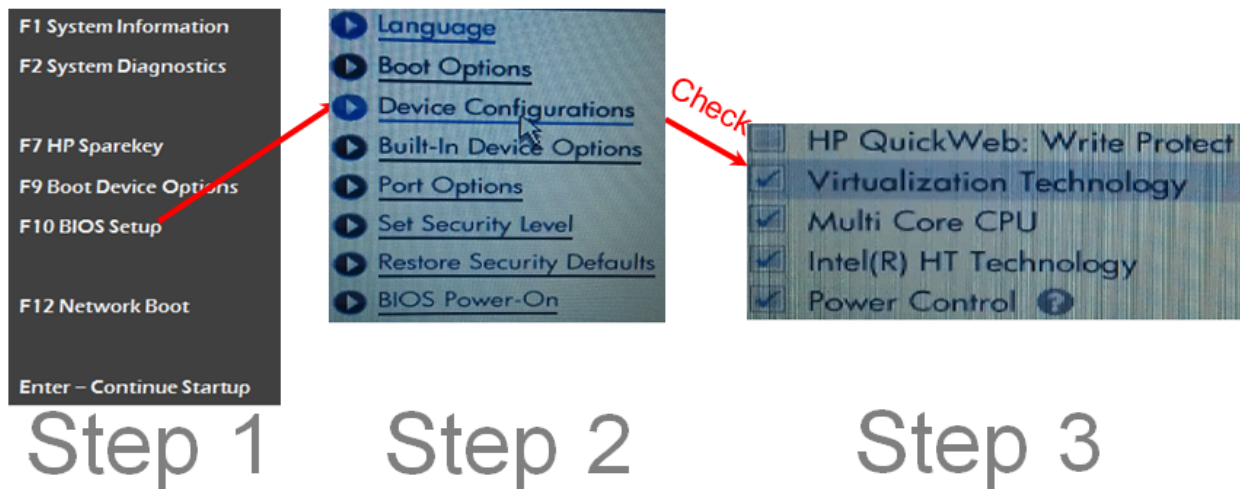 F1 System Information
F2 System Diagnostics
F7 HP Sparekey
F9 Boot Device Options
F10 BIOS Setup
F12 Network Boot
Enter – Continue Startup
Step 1
Language
Boot Options
Device Configurations
Built-In Device Options
Port Options
Set Security Level
Restore Security Defaults
BIOS Power-On
Step 2
Check
HP QuickWeb: Write Protect
Virtualization Technology
Multi Core CPU
Intel(R) HT Technology
Power Control ?
Step 3